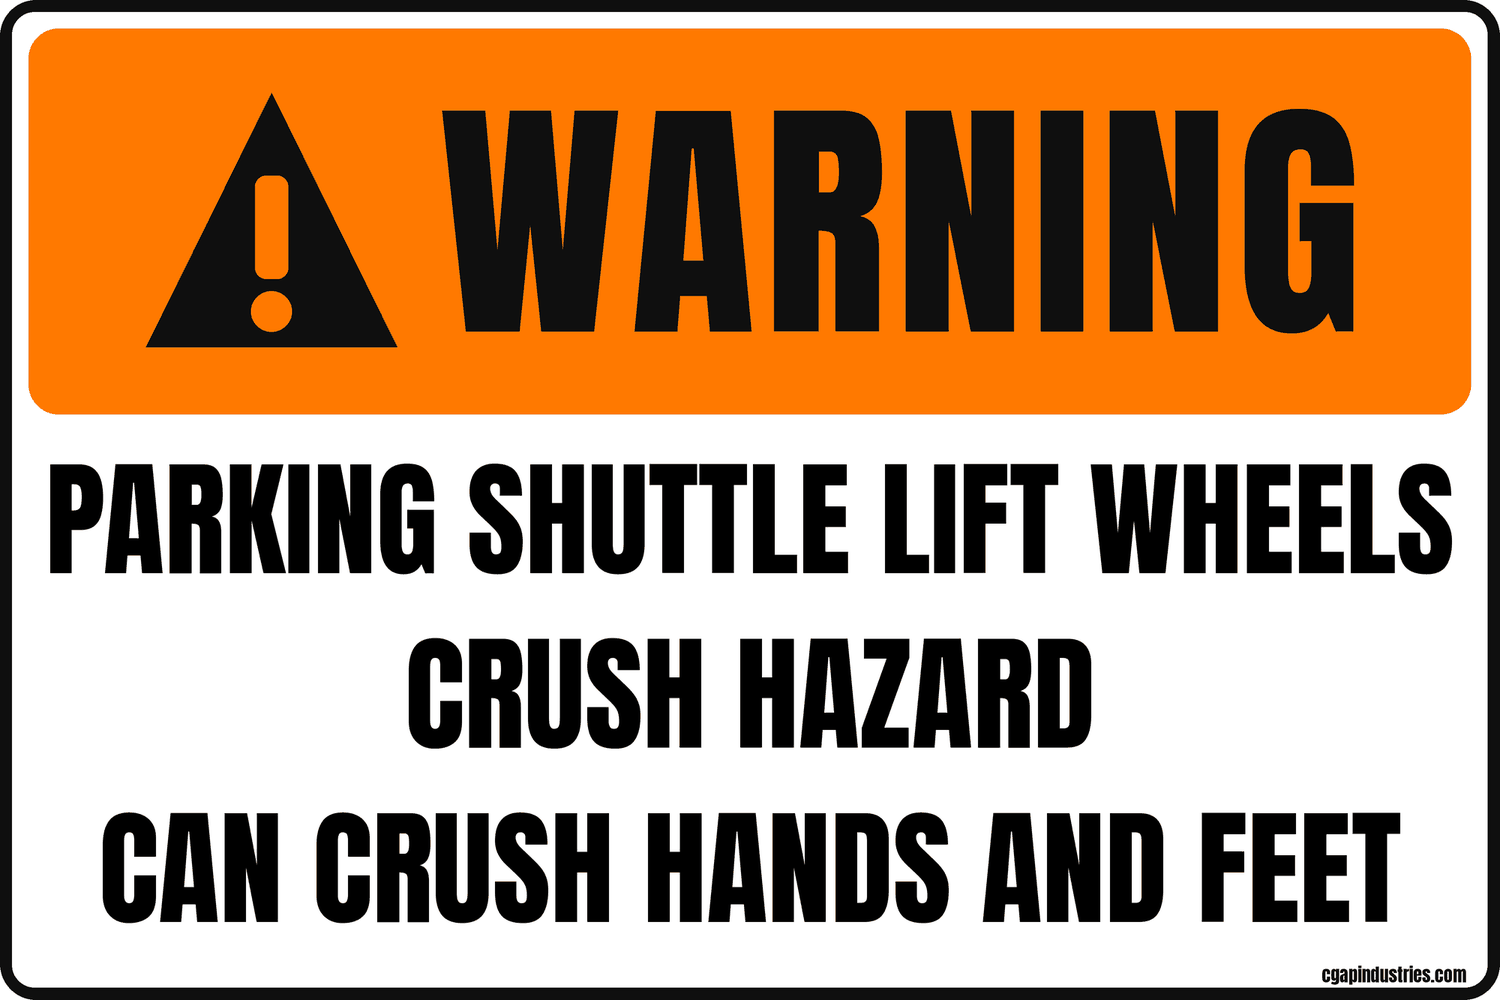 WARNING
PARKING SHUTTLE LIFT WHEELS
CRUSH HAZARD
CAN CRUSH HANDS AND FEET
cgapindustries.com